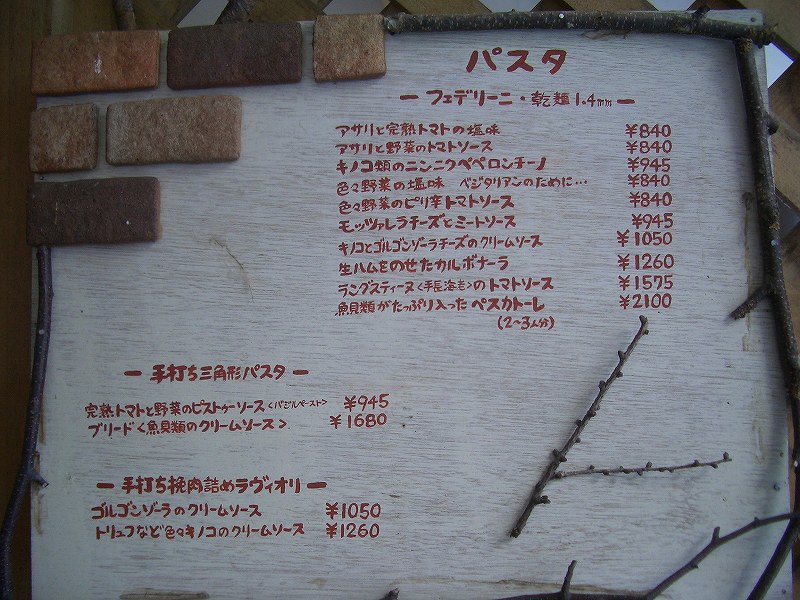 パスタ
ー フェデリーニ・乾麺1.4mm ー
アサリと完熟トマトの塩味 ¥840
アサリと野菜のトマトソース ¥840
キノコ類のニンニクペペロンチーノ ¥945
色々野菜の塩味 ベジタリアンのために… ¥840
色々野菜のピリ辛トマトソース ¥840
モッツァレラチーズとミートソース ¥945
キノコとゴルゴンゾーラチーズのクリームソース ¥1050
生ハムをのせたカルボナーラ ¥1260
ラングスティーヌ<手長海老>のトマトソース ¥1575
魚貝類がたっぷり入ったペスカトーレ ¥2100
(2~3人分)
ー 手打ち三角形パスタ ー
完熟トマトと野菜のピストゥーソース<バジルペースト> ¥945
ブリード<魚貝類のクリームソース> ¥1680
ー 手打ち挽肉詰めラヴィオリ ー
ゴルゴンゾーラのクリームソース ¥1050
トリュフなど色々キノコのクリームソース ¥1260